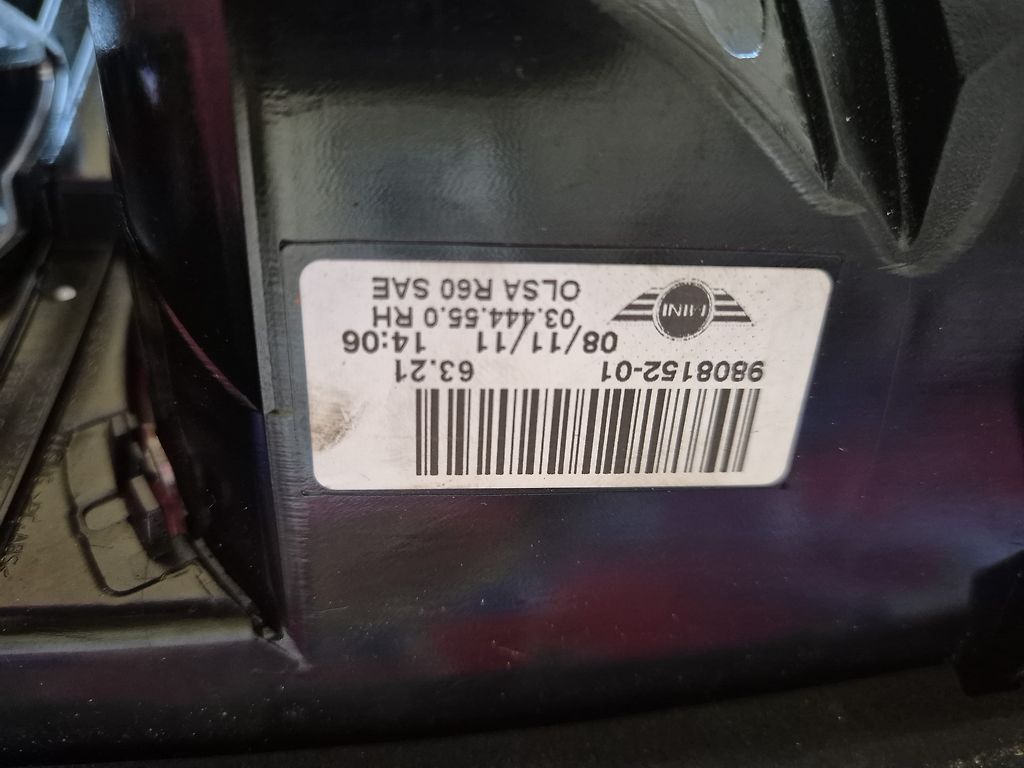 9808152-01 63.21
08/11/11 14:06
MINI
03.444.55.0 RH
OLSA R60 SAE